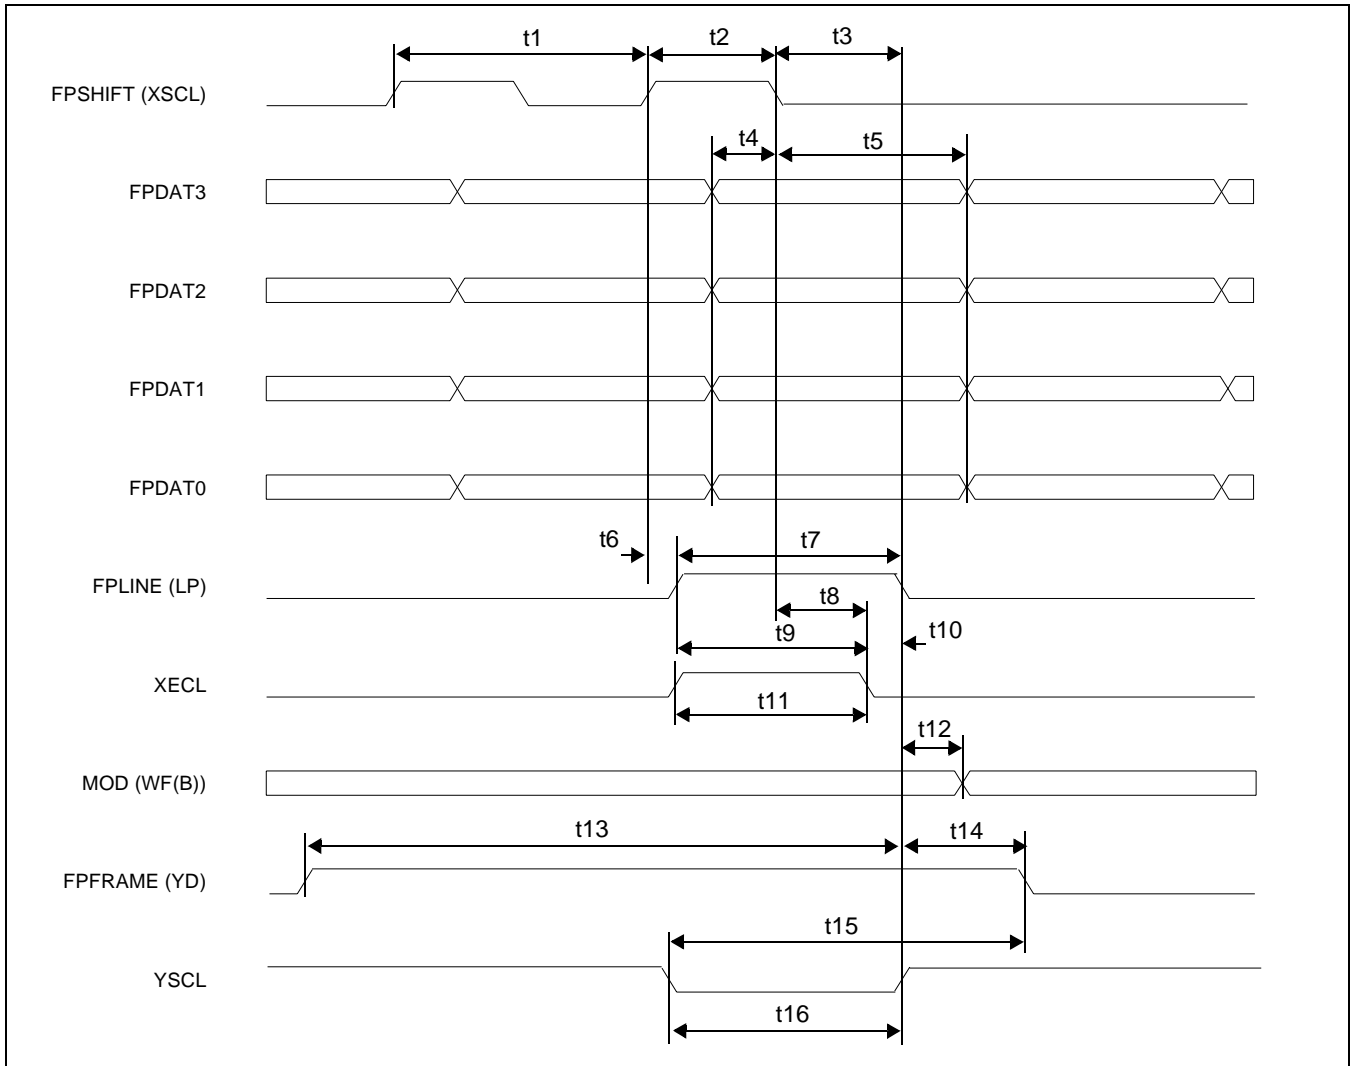 t1 t2 t3
FPSHIFT (XSCL)
t4 t5
FPDAT3
FPDAT2
FPDAT1
FPDAT0
t6 t7
FPLINE (LP)
t8
t9 t10
XECL
t11
t12
MOD (WF(B))
t13 t14
FPFRAME (YD)
t15
YSCL
t16